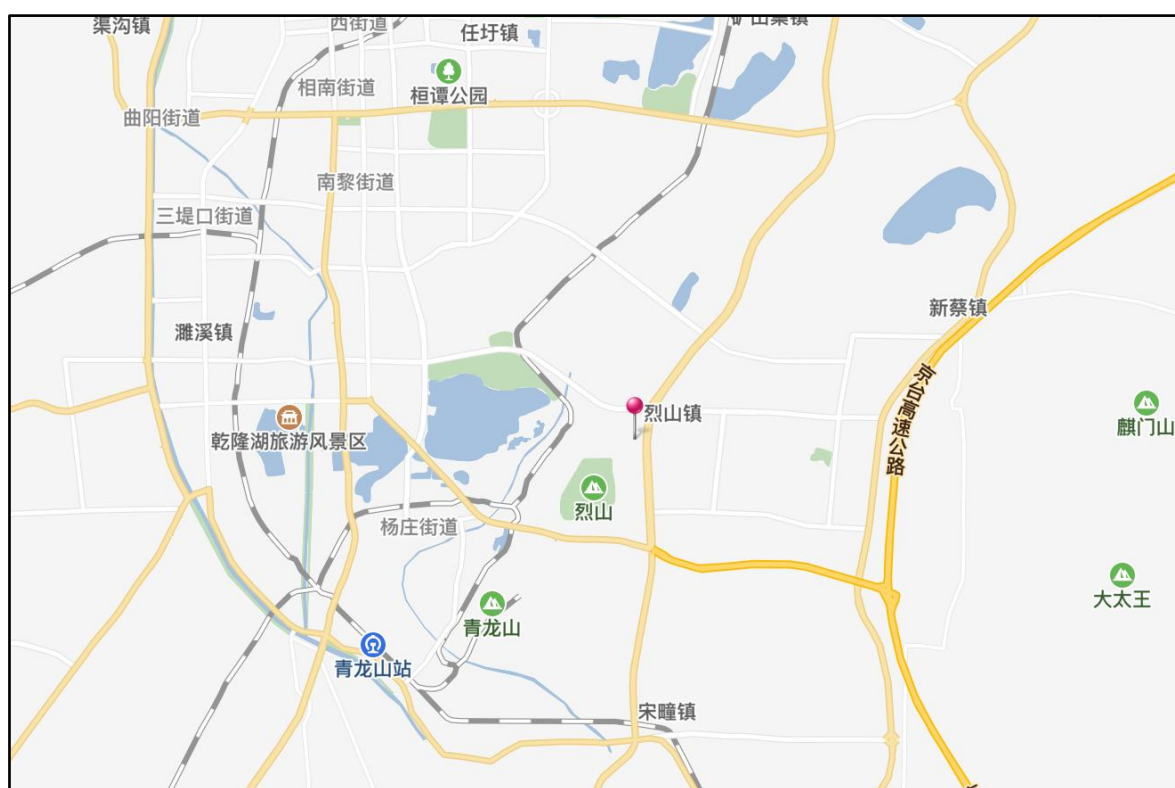 渠沟镇
西街道
任圩镇
矿山集镇
相南街道
桓谭公园
曲阳街道
南黎街道
三堤口街道
新蔡镇
濉溪镇
京台高速公路
烈山镇
麒门山
乾隆湖旅游风景区
烈山
杨庄街道
大太王
青龙山
青龙山站
宋疃镇